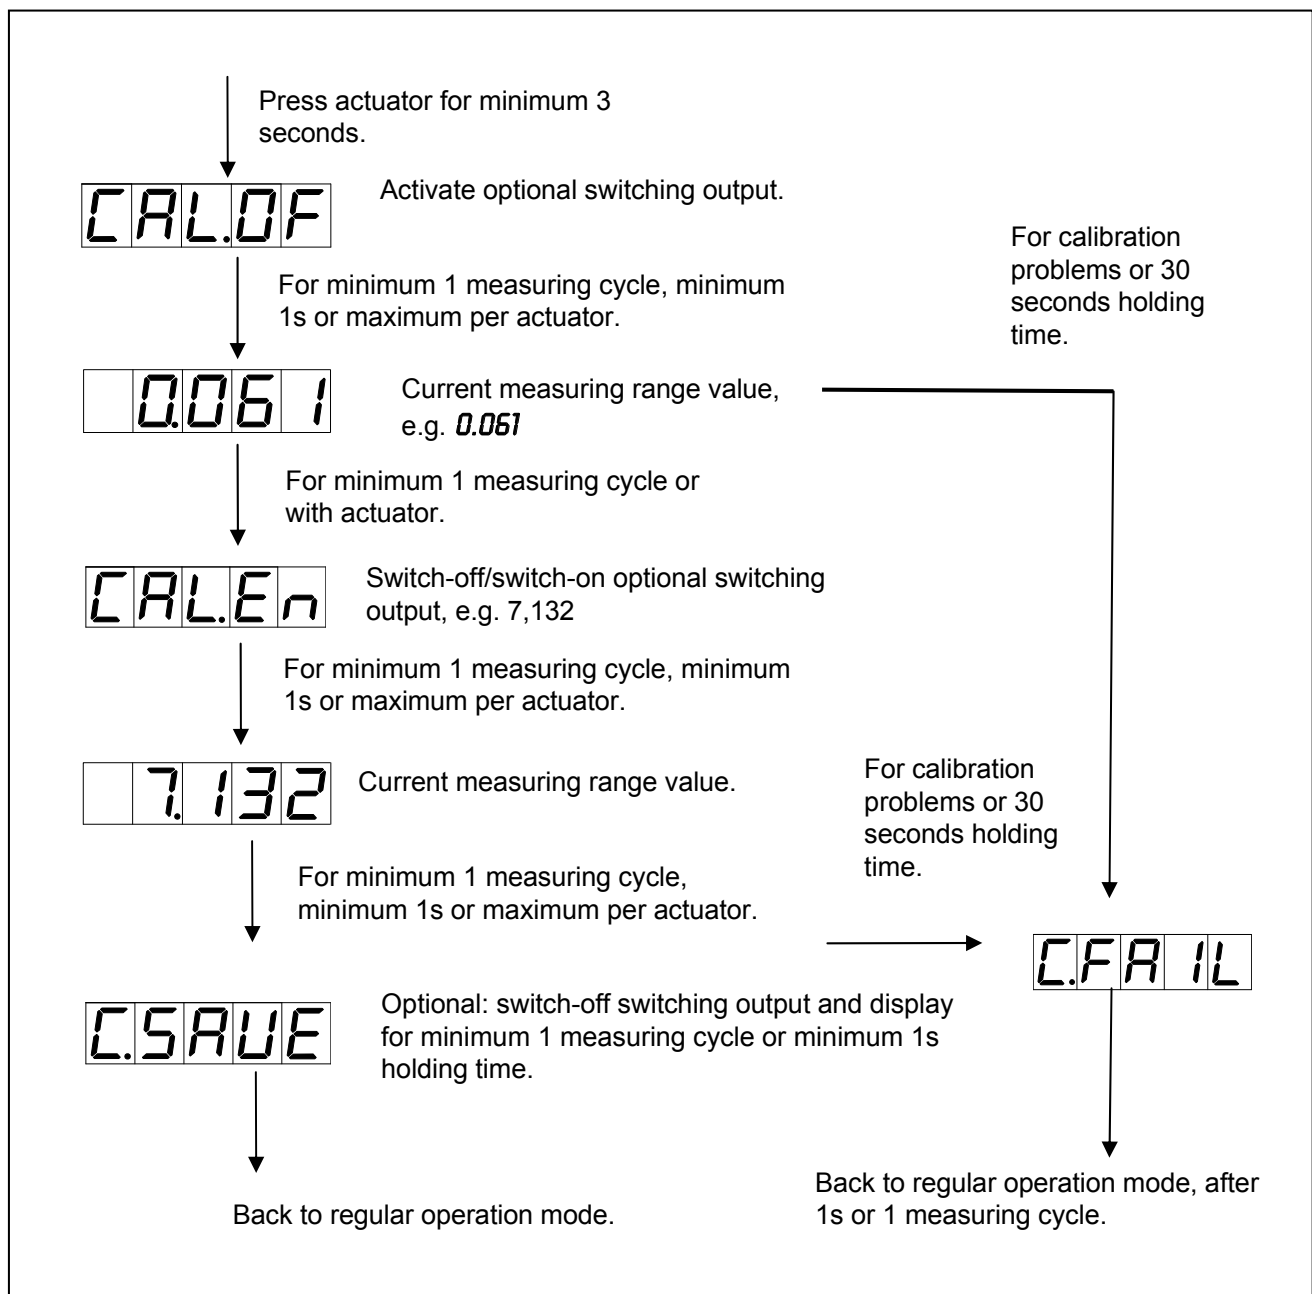 Press actuator for minimum 3
seconds.
CAL.OF
Activate optional switching output.
For minimum 1 measuring cycle, minimum
1s or maximum per actuator.
For calibration
problems or 30
seconds holding
time.
0.061
Current measuring range value,
e.g. 0.061
For minimum 1 measuring cycle or
with actuator.
CAL.En
Switch-off/switch-on optional switching
output, e.g. 7,132
For minimum 1 measuring cycle, minimum
1s or maximum per actuator.
7.132
Current measuring range value.
For calibration
problems or 30
seconds holding
time.
For minimum 1 measuring cycle,
minimum 1s or maximum per actuator.
C.FAIL
C.SAVE
Optional: switch-off switching output and display
for minimum 1 measuring cycle or minimum 1s
holding time.
Back to regular operation mode.
Back to regular operation mode, after
1s or 1 measuring cycle.